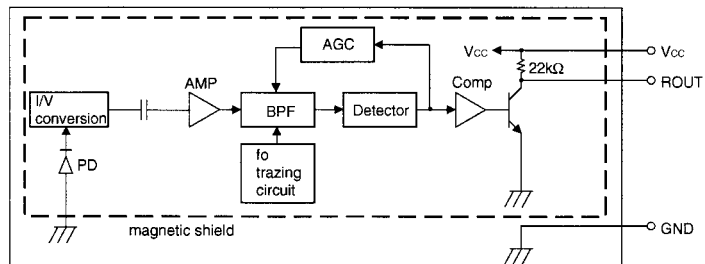 AGC
Vcc
Vcc
22kΩ
ROUT
AMP
Comp
I/V
conversion
BPF
Detector
PD
fo
trazing
circuit
magnetic shield
GND